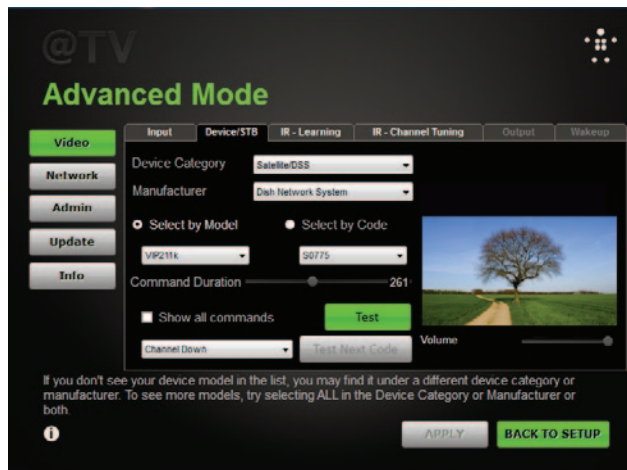 @TV
Advanced Mode
Video
Network
Admin
Update
Info
Input Device/STB IR - Learning IR - Channel Tuning Output Wakeup
Device Category Satellite/DSS
Manufacturer Dish Network System
Select by Model Select by Code
VIP211k S0775
Command Duration 261
Show all commands Test
Channel Down Test Next Code
Volume
If you don't see your device model in the list, you may find it under a different device category or
manufacturer. To see more models, try selecting ALL in the Device Category or Manufacturer or
both.
APPLY BACK TO SETUP